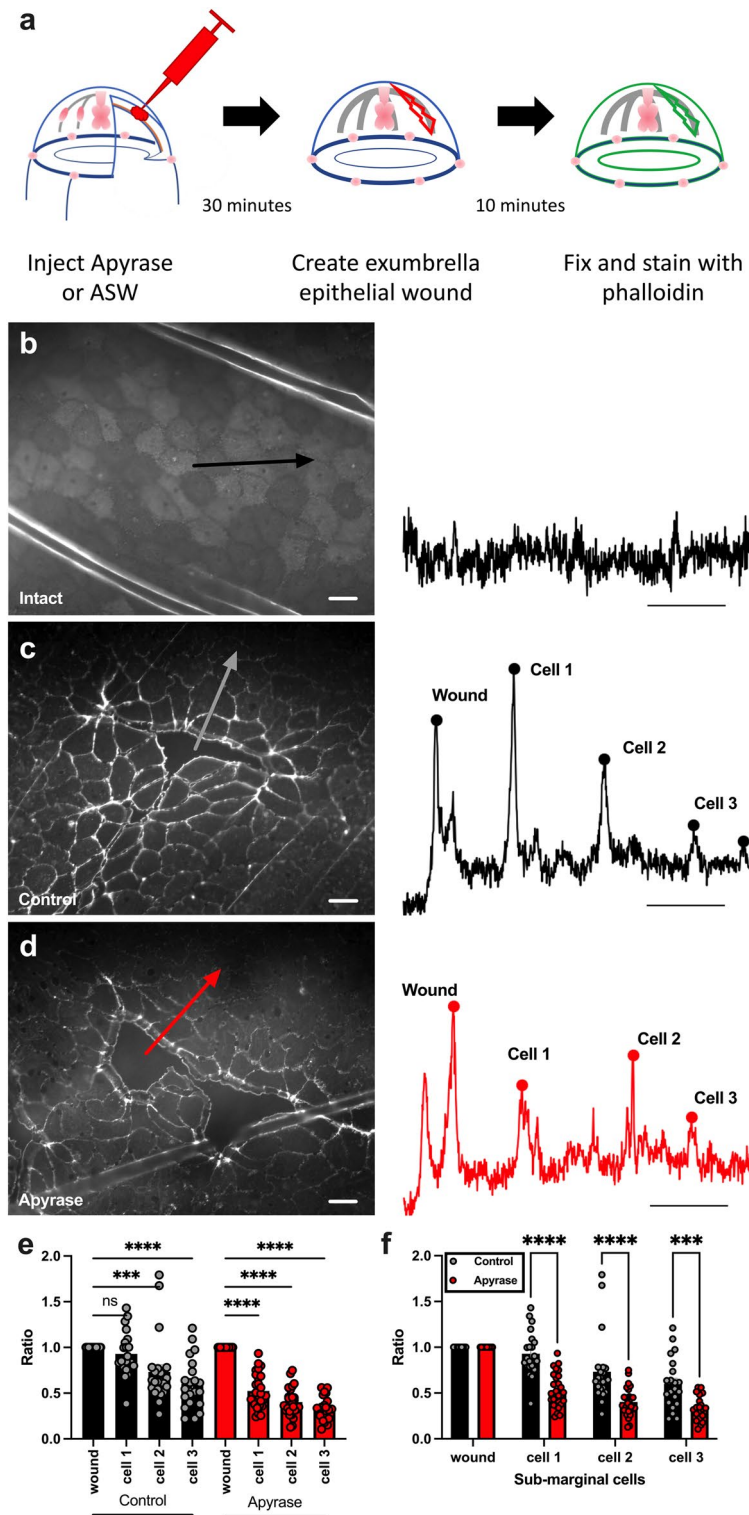 a
30 minutes
10 minutes
Inject Apyrase
or ASW
Create exumbrella
epithelial wound
Fix and stain with
phalloidin
b
Intact
c
Control
Wound
Cell 1
Cell 2
Cell 3
d
Apyrase
Wound
Cell 1
Cell 2
Cell 3
e
2.0
1.5
1.0
0.5
0.0
Ratio
ns
***
****
****
****
****
wound
cell 1
cell 2
cell 3
wound
cell 1
cell 2
cell 3
Control
Apyrase
f
2.0
1.5
1.0
0.5
0.0
Ratio
Control
Apyrase
****
****
***
wound
cell 1
cell 2
cell 3
Sub-marginal cells